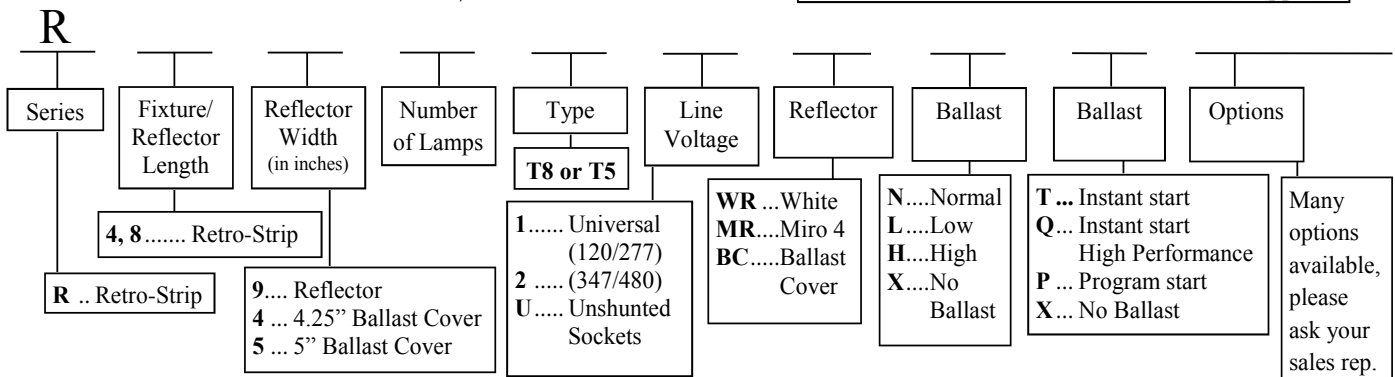 R
Series
Fixture/
Reflector
Length
Reflector
Width
(in inches)
Number
of Lamps
Type
Line
Voltage
Reflector
Ballast
Ballast
Options
T8 or T5
4, 8....... Retro-Strip
R .. Retro-Strip
9.... Reflector
4 ... 4.25” Ballast Cover
5 ... 5” Ballast Cover
1...... Universal
(120/277)
2 ..... (347/480)
U..... Unshunted
Sockets
WR ...White
MR....Miro 4
BC.....Ballast
Cover
N....Normal
L....Low
H....High
X....No
Ballast
T... Instant start
Q... Instant start
High Performance
P... Program start
X... No Ballast
Many
options
available,
please
ask your
sales rep.